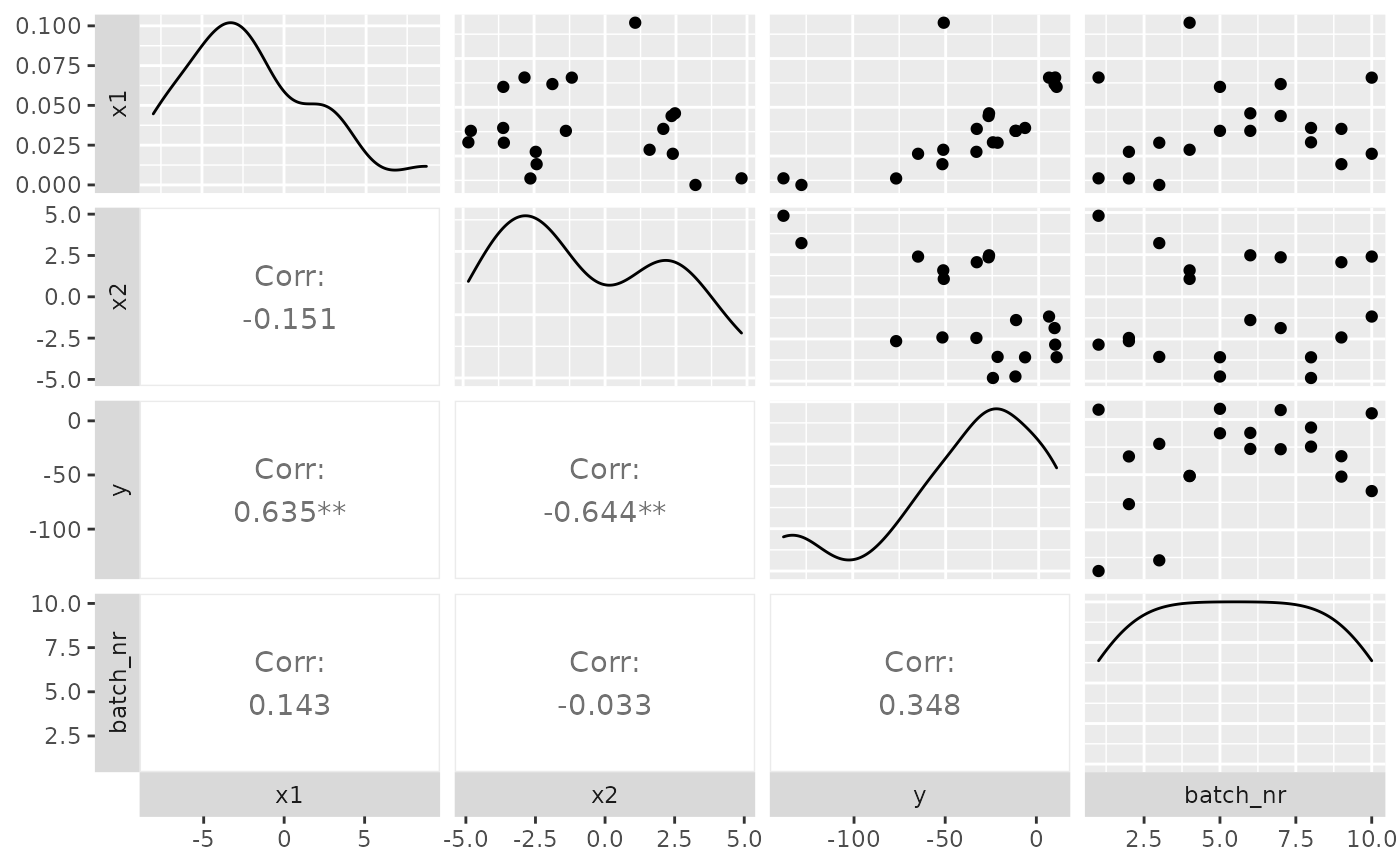 0.100
0.075
0.050
0.025
0.000
x1
5.0
2.5
0.0
-2.5
-5.0
x2
Corr:
-0.151
0
-50
-100
y
Corr:
0.635**
Corr:
-0.644**
10.0
7.5
5.0
2.5
batch_nr
Corr:
0.143
Corr:
-0.033
Corr:
0.348
x1 x2 y batch_nr
-5 0 5 -5.0 -2.5 0.0 2.5 5.0 -100 -50 0 2.5 5.0 7.5 10.0